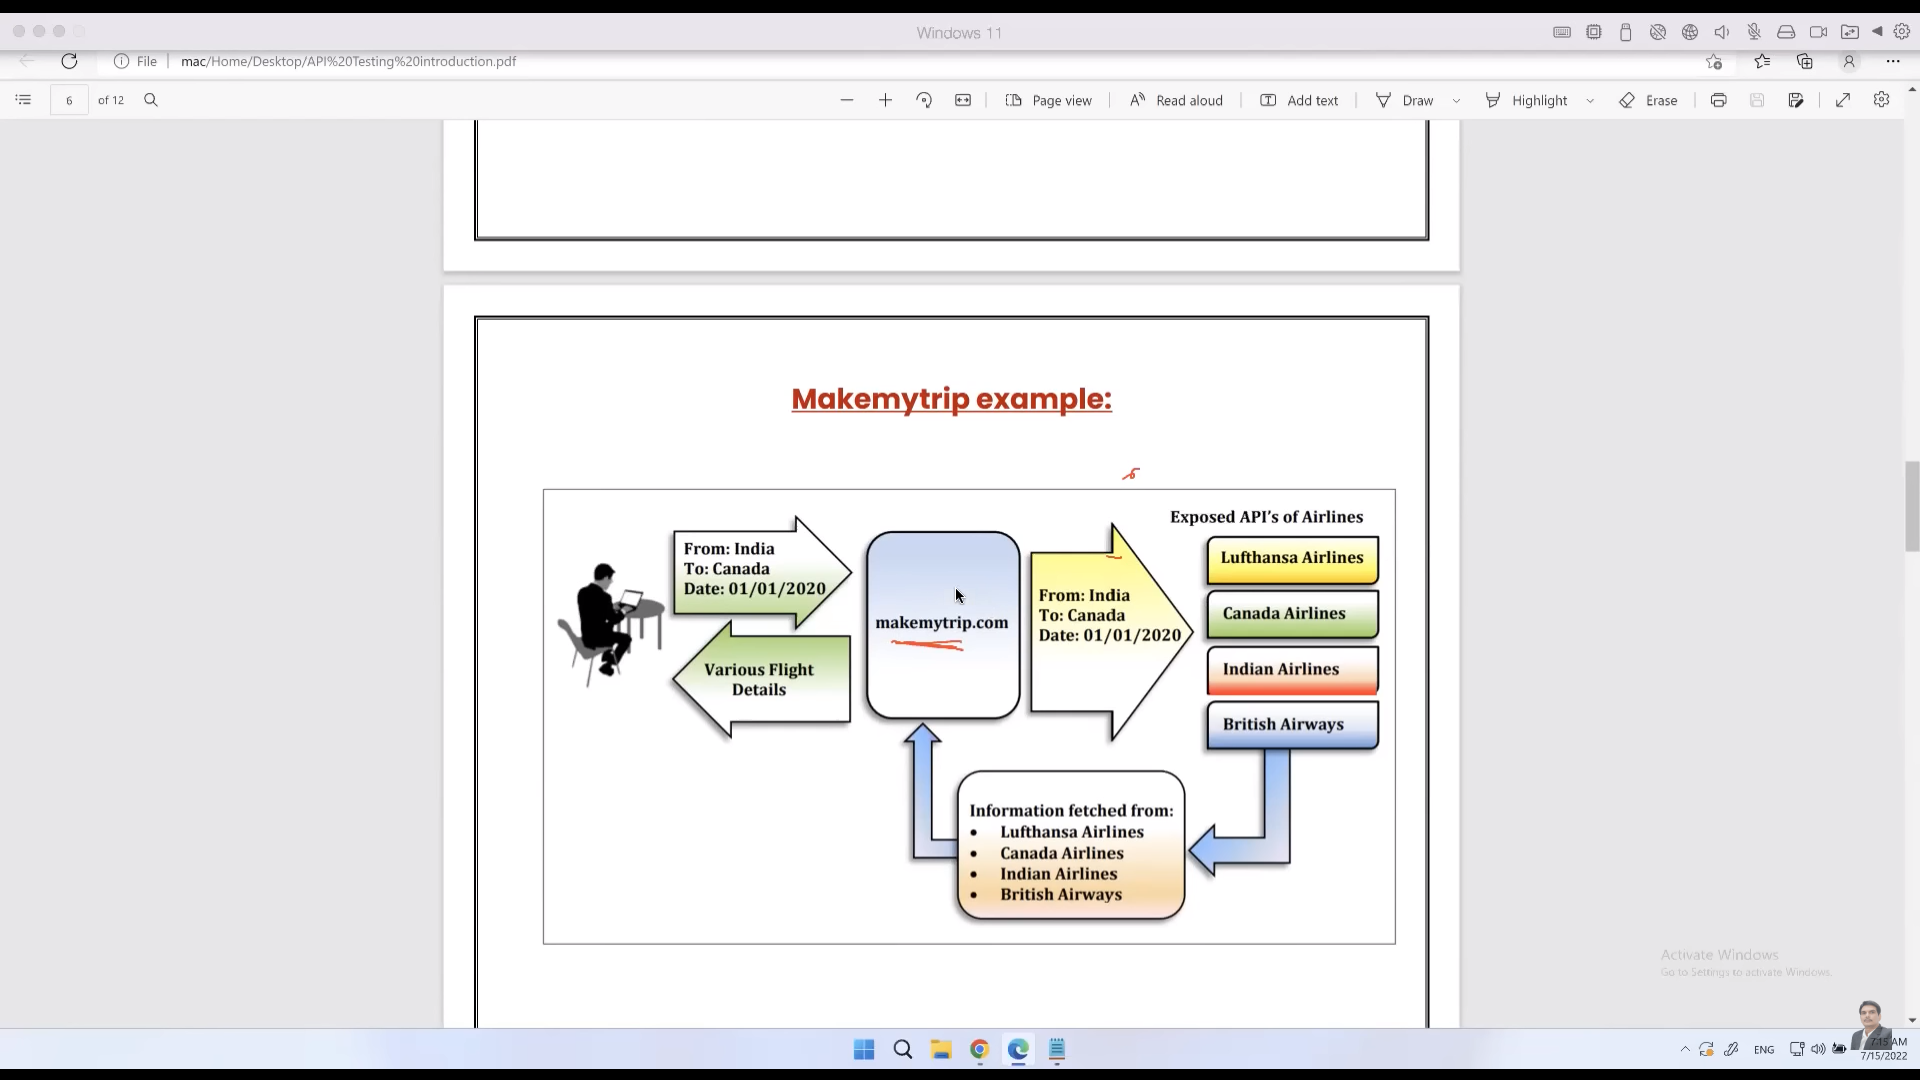 Windows 11
File mac/Home/Desktop/API%20Testing%20introduction.pdf
6 of 12
Page view
Read aloud
Add text
Draw
Highlight
Erase
Makemytrip example:
From: India
To: Canada
Date: 01/01/2020
Various Flight
Details
makemytrip.com
From: India
To: Canada
Date: 01/01/2020
Exposed API's of Airlines
Lufthansa Airlines
Canada Airlines
Indian Airlines
British Airways
Information fetched from:
• Lufthansa Airlines
• Canada Airlines
• Indian Airlines
• British Airways
Activate Windows
Go to Settings to activate Windows.
ENG
7:15 AM
7/15/2022